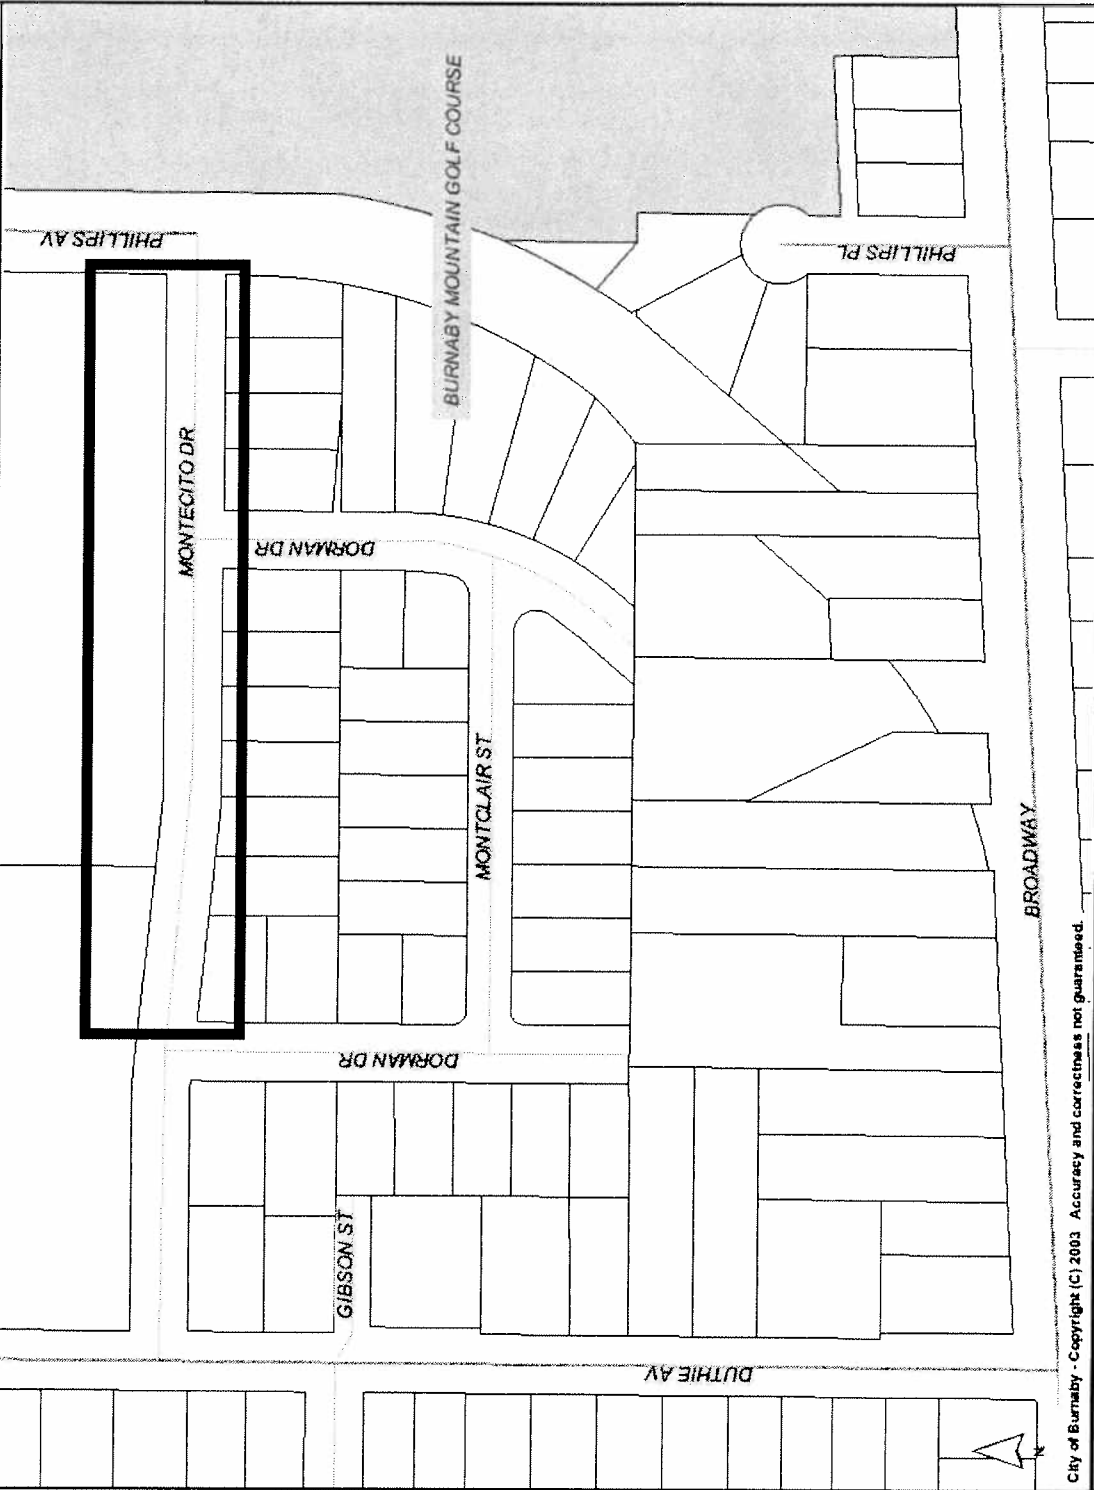 PHILLIPS AV
BURNABY MOUNTAIN GOLF COURSE
MONTECITO DR
PHILLIPS PL
DORMAN DR
MONTCLAIR ST
BROADWAY
DORMAN DR
GIBSON ST
DUTHIE AV
N
City of Burnaby - Copyright (C) 2003 Accuracy and correctness not guaranteed.